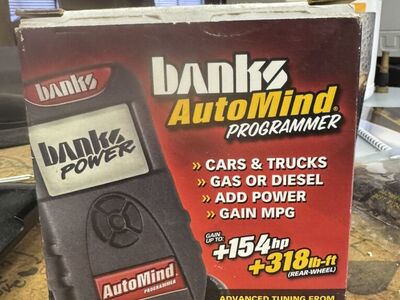 banks
AutoMind
PROGRAMMER
» CARS & TRUCKS
» GAS OR DIESEL
» ADD POWER
» GAIN MPG
GAIN
UP TO:
+154hp
+318lb-ft
(REAR-WHEEL)
ADVANCED TUNING FROM
banks
banks
POWER
AutoMind
PROGRAMMER